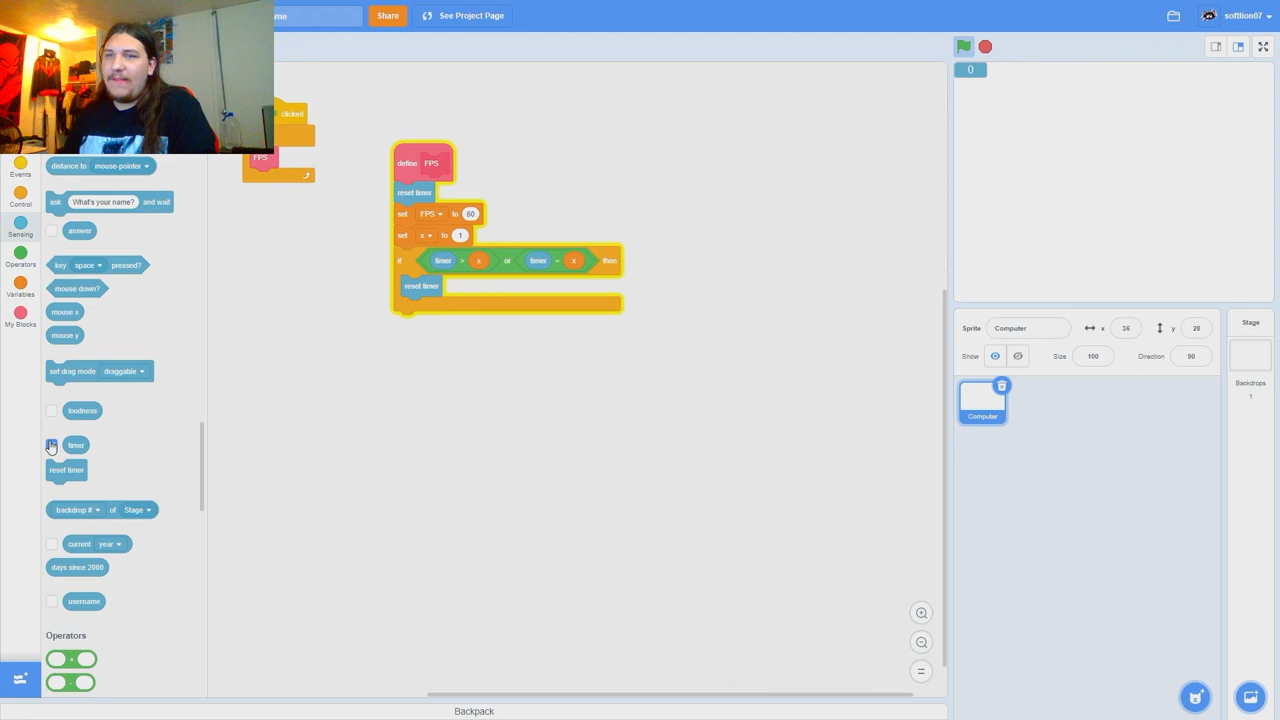 ame
Share
See Project Page
softlion07
0
clicked
FPS
define FPS
reset timer
set FPS to 60
set x to 1
if timer > x or timer = x then
reset timer
Events
Control
Sensing
Operators
Variables
My Blocks
distance to mouse-pointer
ask What's your name? and wait
answer
key space pressed?
mouse down?
mouse x
mouse y
set drag mode draggable
loudness
timer
reset timer
backdrop # of Stage
current year
days since 2000
username
Operators
+
-
Backpack
Sprite Computer x 36 y 28
Show Size 100 Direction 90
Computer
Stage
Backdrops
1